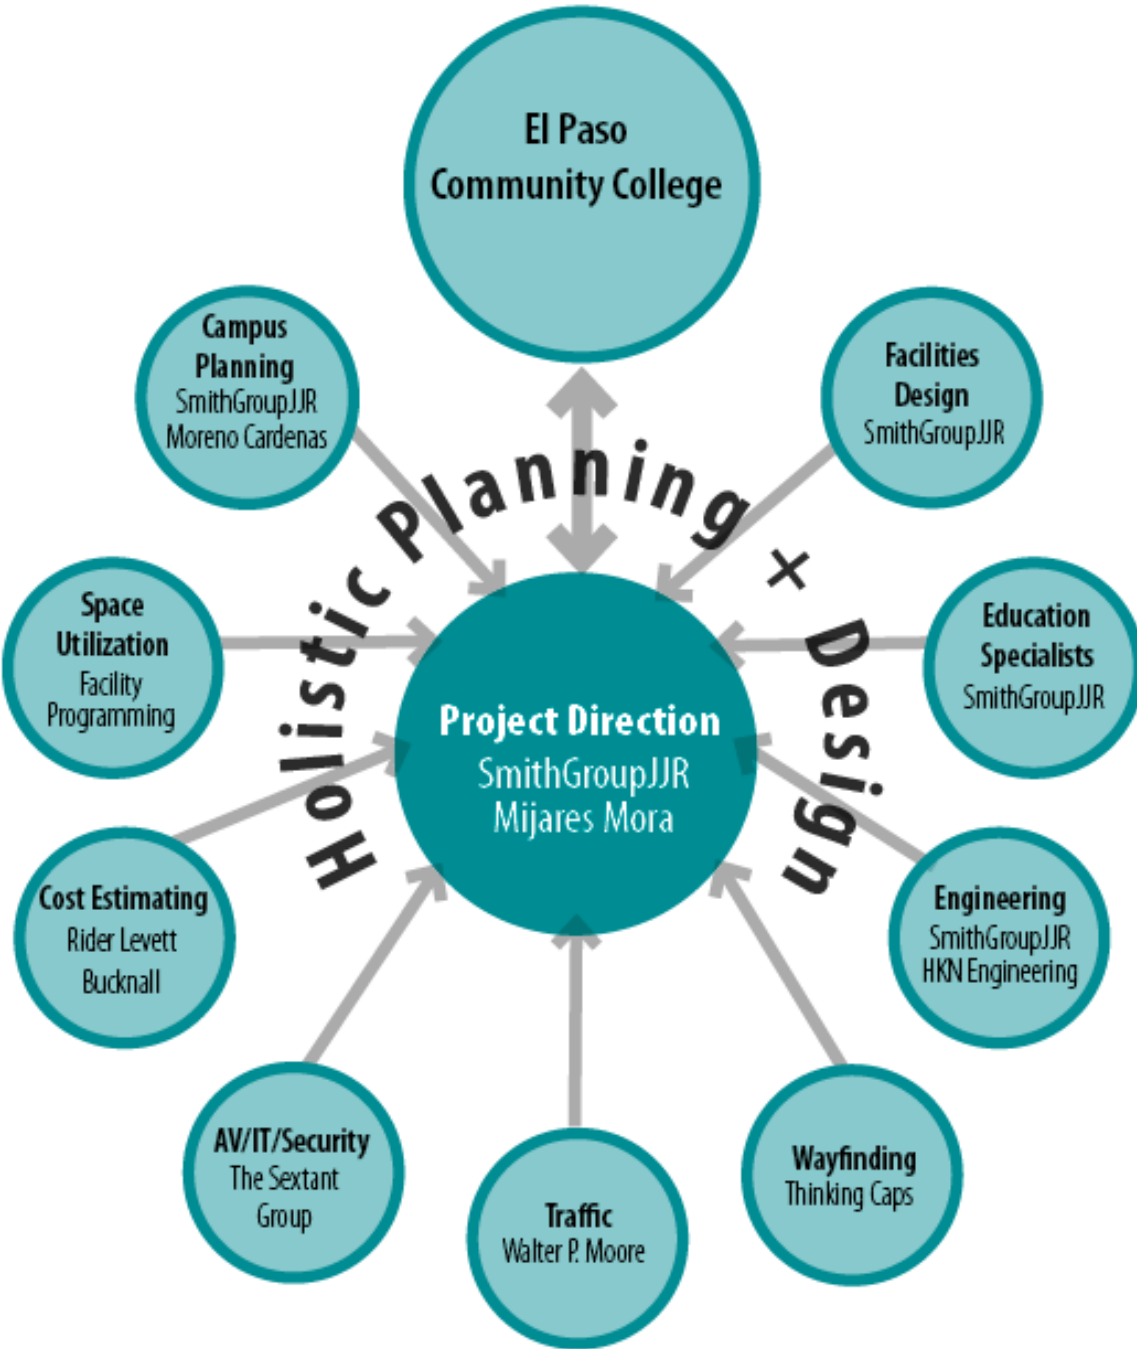 El Paso
Community College
Campus
Planning
SmithGroupJJR
Moreno Cardenas
Facilities
Design
SmithGroupJJR
Holistic Planning + Design
Space
Utilization
Facility
Programming
Education
Specialists
SmithGroupJJR
Project Direction
SmithGroupJJR
Mijares Mora
Cost Estimating
Rider Levett
Bucknall
Engineering
SmithGroupJJR
HKN Engineering
AV/IT/Security
The Sextant
Group
Traffic
Walter P. Moore
Wayfinding
Thinking Caps